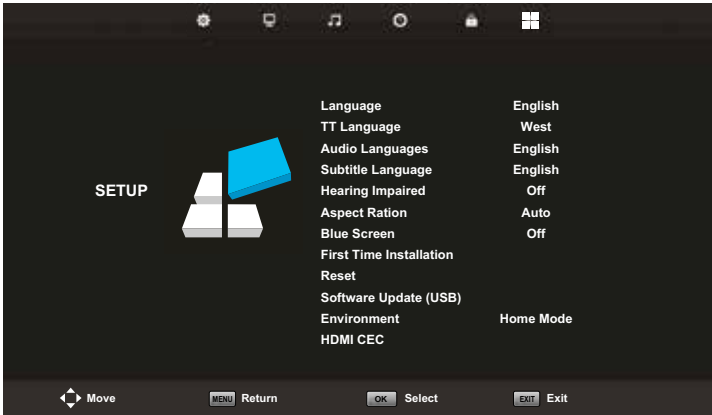 SETUP
Language English
TT Language West
Audio Languages English
Subtitle Language English
Hearing Impaired Off
Aspect Ration Auto
Blue Screen Off
First Time Installation
Reset
Software Update (USB)
Environment Home Mode
HDMI CEC
Move MENU Return OK Select EXIT Exit